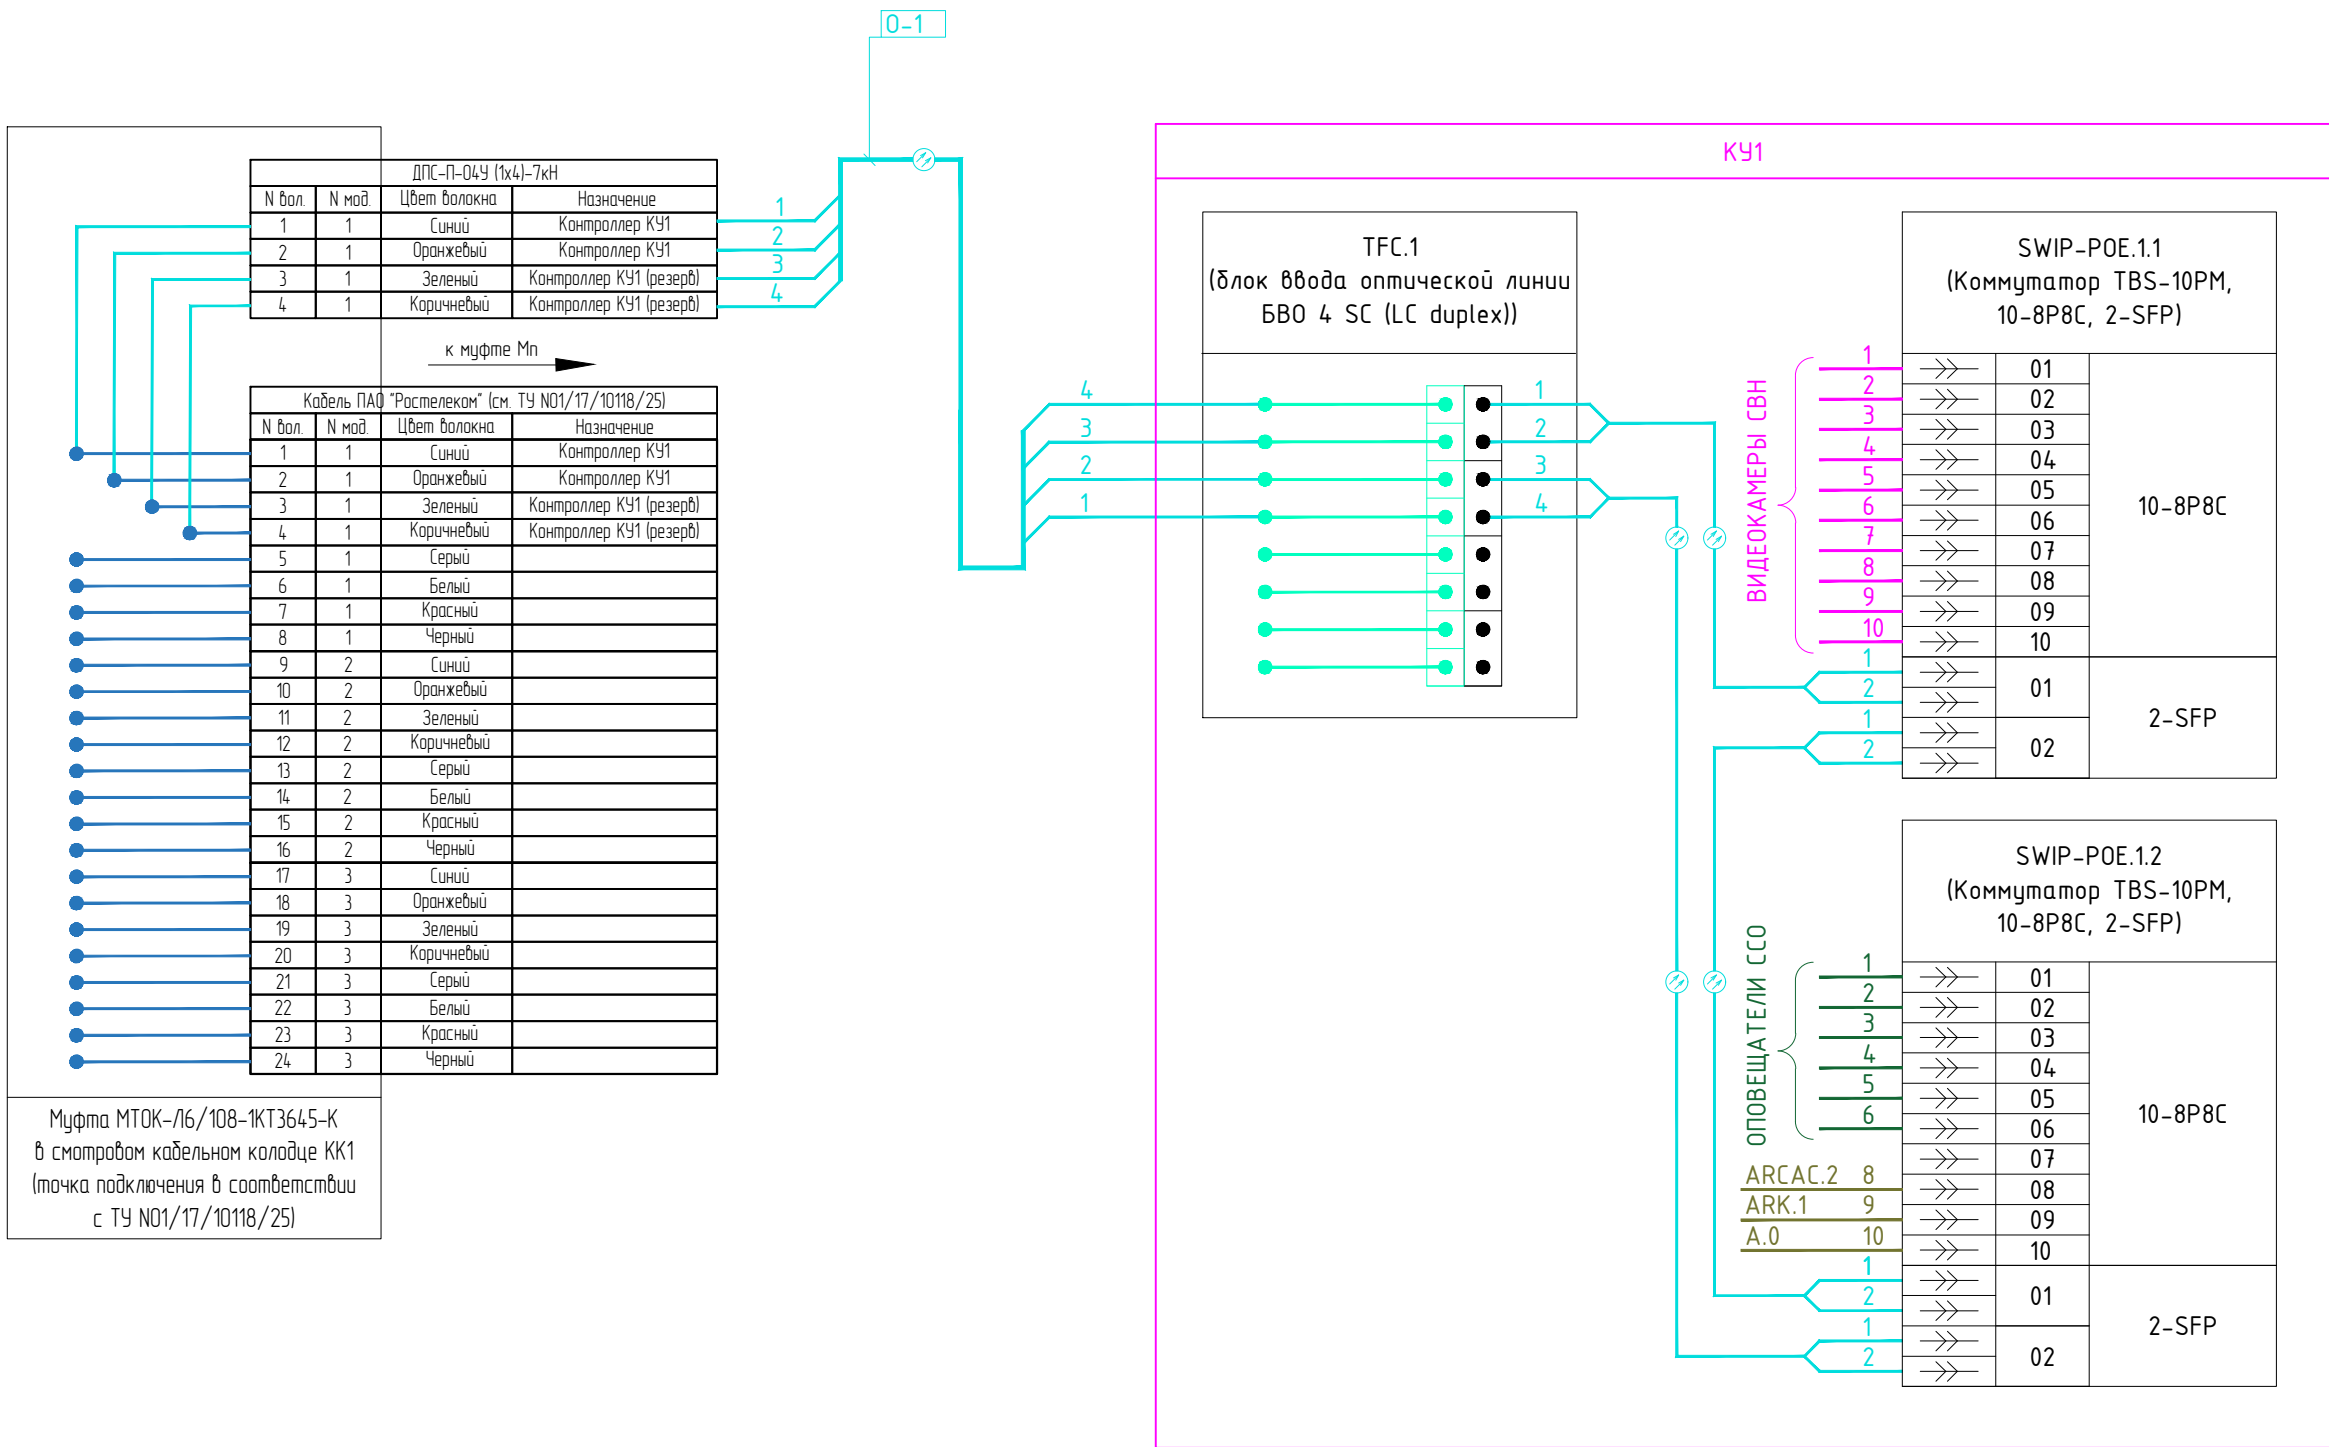 О-1
ДПС-П-04У (1х4)-7кН
N вол. N мод. Цвет волокна Назначение
1 1 Синий Контроллер КУ1
2 1 Оранжевый Контроллер КУ1
3 1 Зеленый Контроллер КУ1 (резерв)
4 1 Коричневый Контроллер КУ1 (резерв)
1
2
3
4
к муфте Мп
Кабель ПАО "Ростелеком" (см. ТУ N01/17/10118/25)
N вол. N мод. Цвет волокна Назначение
1 1 Синий Контроллер КУ1
2 1 Оранжевый Контроллер КУ1
3 1 Зеленый Контроллер КУ1 (резерв)
4 1 Коричневый Контроллер КУ1 (резерв)
5 1 Серый
6 1 Белый
7 1 Красный
8 1 Черный
9 2 Синий
10 2 Оранжевый
11 2 Зеленый
12 2 Коричневый
13 2 Серый
14 2 Белый
15 2 Красный
16 2 Черный
17 3 Синий
18 3 Оранжевый
19 3 Зеленый
20 3 Коричневый
21 3 Серый
22 3 Белый
23 3 Красный
24 3 Черный
Муфта МТОК-Л6/108-1КТ3645-К
в смотровом кабельном колодце КК1
(точка подключения в соответствии
с ТУ N01/17/10118/25)
КУ1
TFC.1
(блок ввода оптической линии
БВО 4 SC (LC duplex))
4
3
2
1
1
2
3
4
SWIP-POE.1.1
(Коммутатор TBS-10PM,
10-8P8C, 2-SFP)
ВИДЕОКАМЕРЫ СВН
1 01
2 02
3 03
4 04
5 05
6 06
7 07
8 08
9 09
10 10
10-8P8C
1
2
01
1
2
02
2-SFP
SWIP-POE.1.2
(Коммутатор TBS-10PM,
10-8P8C, 2-SFP)
ОПОВЕЩАТЕЛИ ССО
1 01
2 02
3 03
4 04
5 05
6 06
07
ARCAC.2 8 08
ARK.1 9 09
A.0 10 10
10-8P8C
1
2
01
1
2
02
2-SFP